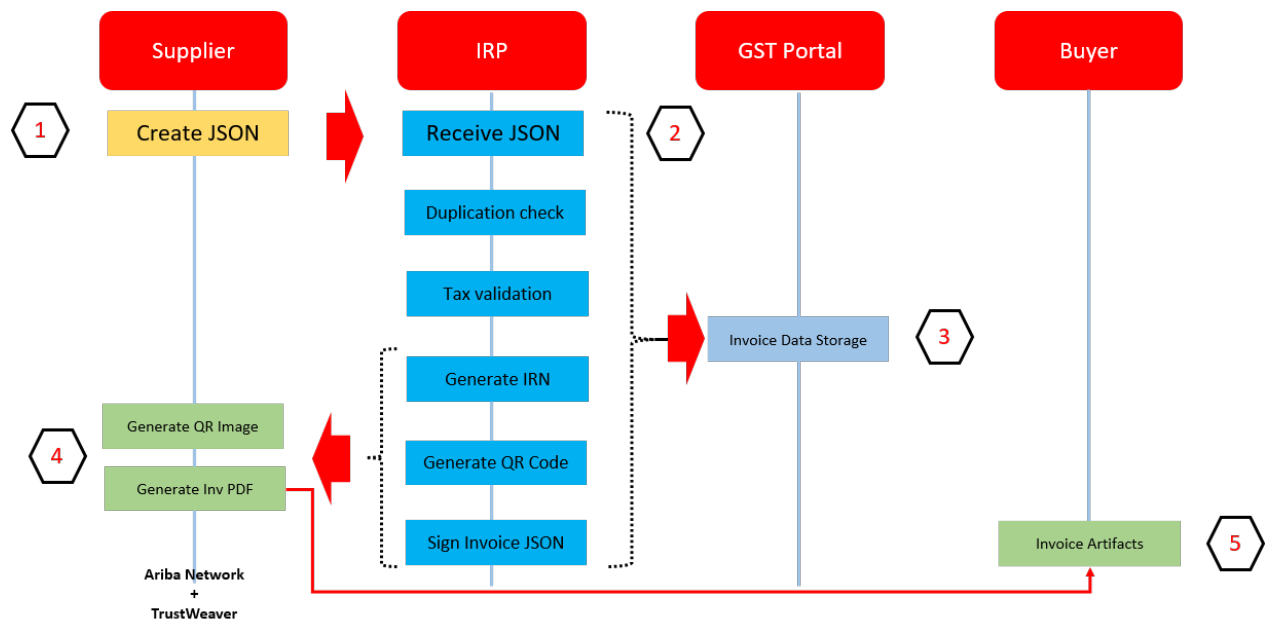 Supplier
IRP
GST Portal
Buyer
1
Create JSON
Receive JSON
2
Duplication check
Tax validation
Invoice Data Storage
3
Generate IRN
Generate QR Image
4
Generate QR Code
Generate Inv PDF
Sign Invoice JSON
Invoice Artifacts
5
Ariba Network
+
TrustWeaver